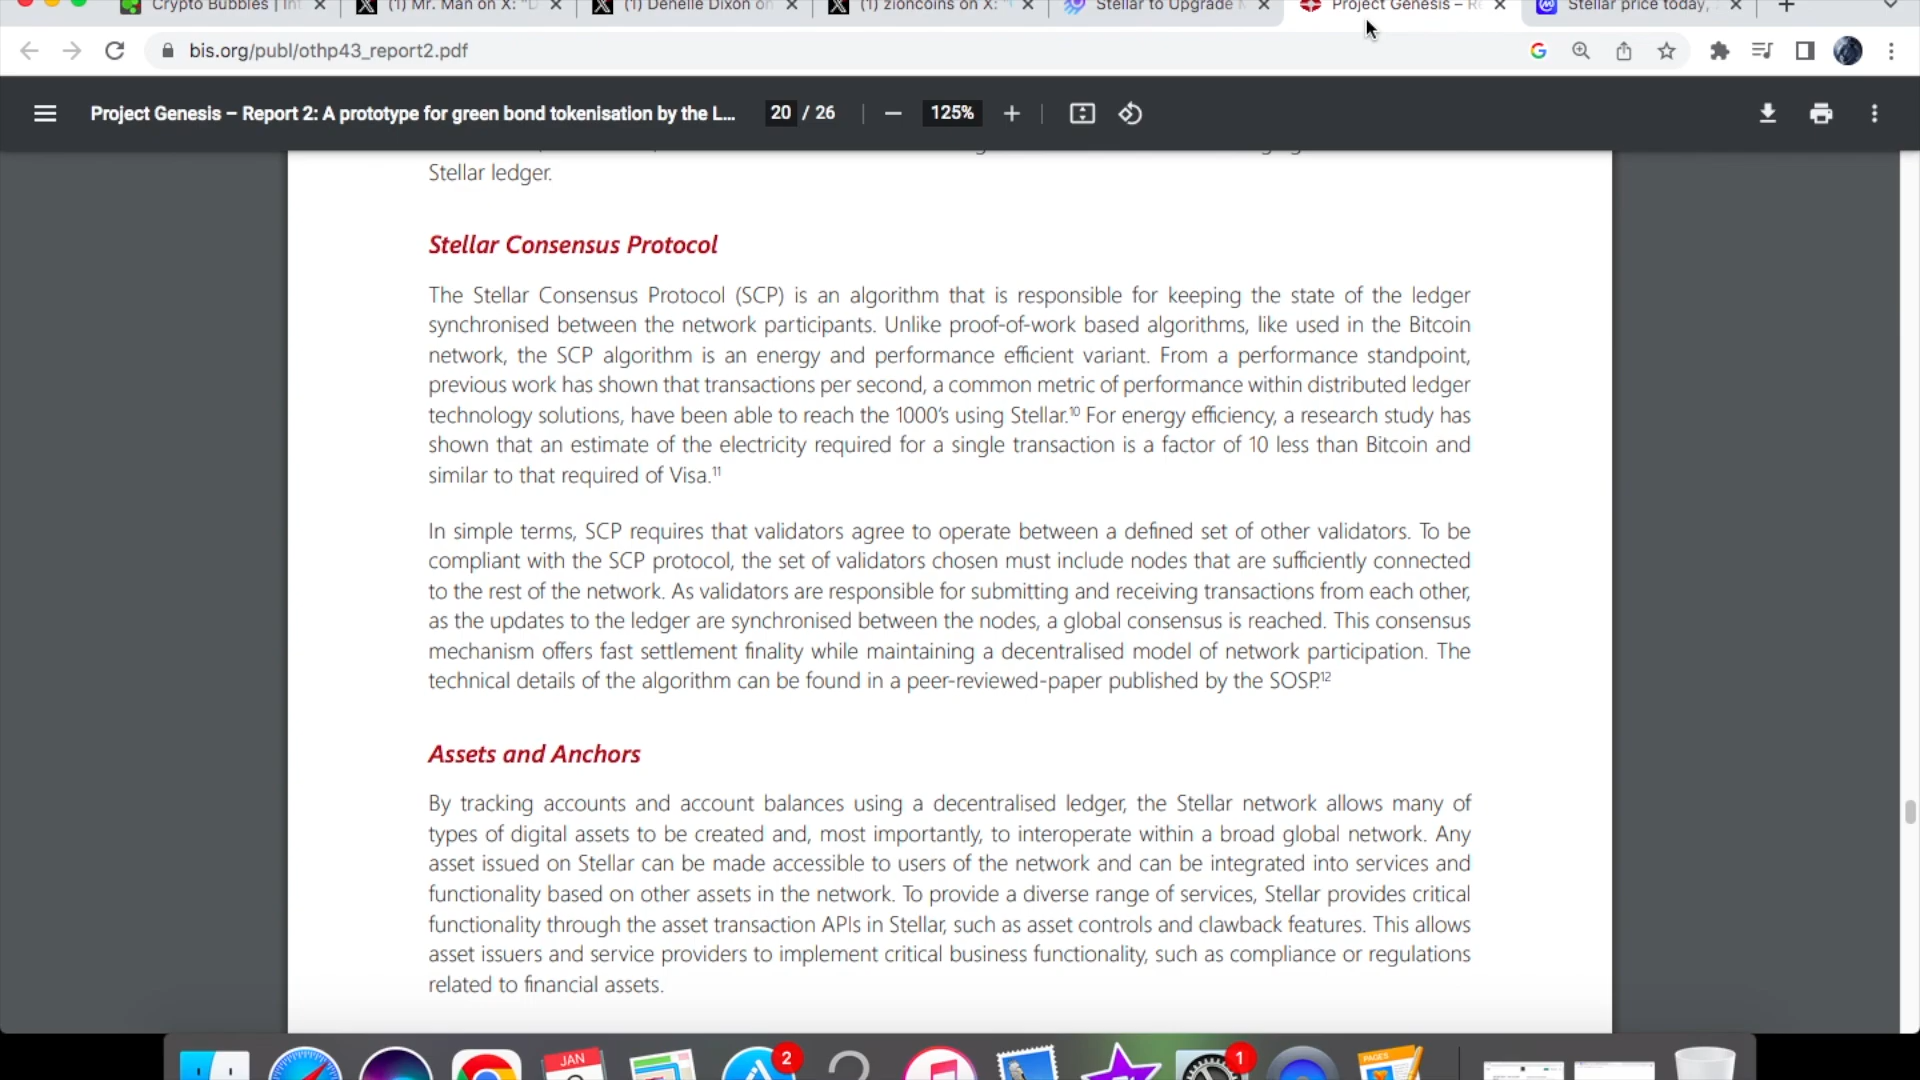 Crypto Bubbles | Int
(1) Mr. Man on X: "D
(1) Denelle Dixon on
(1) zioncoins on X: "
Stellar to Upgrade
Project Genesis – Re
Stellar price today,
bis.org/publ/othp43_report2.pdf
Project Genesis – Report 2: A prototype for green bond tokenisation by the L...
20 / 26
125%
Stellar ledger.
Stellar Consensus Protocol
The Stellar Consensus Protocol (SCP) is an algorithm that is responsible for keeping the state of the ledger
synchronised between the network participants. Unlike proof-of-work based algorithms, like used in the Bitcoin
network, the SCP algorithm is an energy and performance efficient variant. From a performance standpoint,
previous work has shown that transactions per second, a common metric of performance within distributed ledger
technology solutions, have been able to reach the 1000's using Stellar.¹⁰ For energy efficiency, a research study has
shown that an estimate of the electricity required for a single transaction is a factor of 10 less than Bitcoin and
similar to that required of Visa.¹¹
In simple terms, SCP requires that validators agree to operate between a defined set of other validators. To be
compliant with the SCP protocol, the set of validators chosen must include nodes that are sufficiently connected
to the rest of the network. As validators are responsible for submitting and receiving transactions from each other,
as the updates to the ledger are synchronised between the nodes, a global consensus is reached. This consensus
mechanism offers fast settlement finality while maintaining a decentralised model of network participation. The
technical details of the algorithm can be found in a peer-reviewed-paper published by the SOSP.¹²
Assets and Anchors
By tracking accounts and account balances using a decentralised ledger, the Stellar network allows many of
types of digital assets to be created and, most importantly, to interoperate within a broad global network. Any
asset issued on Stellar can be made accessible to users of the network and can be integrated into services and
functionality based on other assets in the network. To provide a diverse range of services, Stellar provides critical
functionality through the asset transaction APIs in Stellar, such as asset controls and clawback features. This allows
asset issuers and service providers to implement critical business functionality, such as compliance or regulations
related to financial assets.
JAN
2
1
PAGES